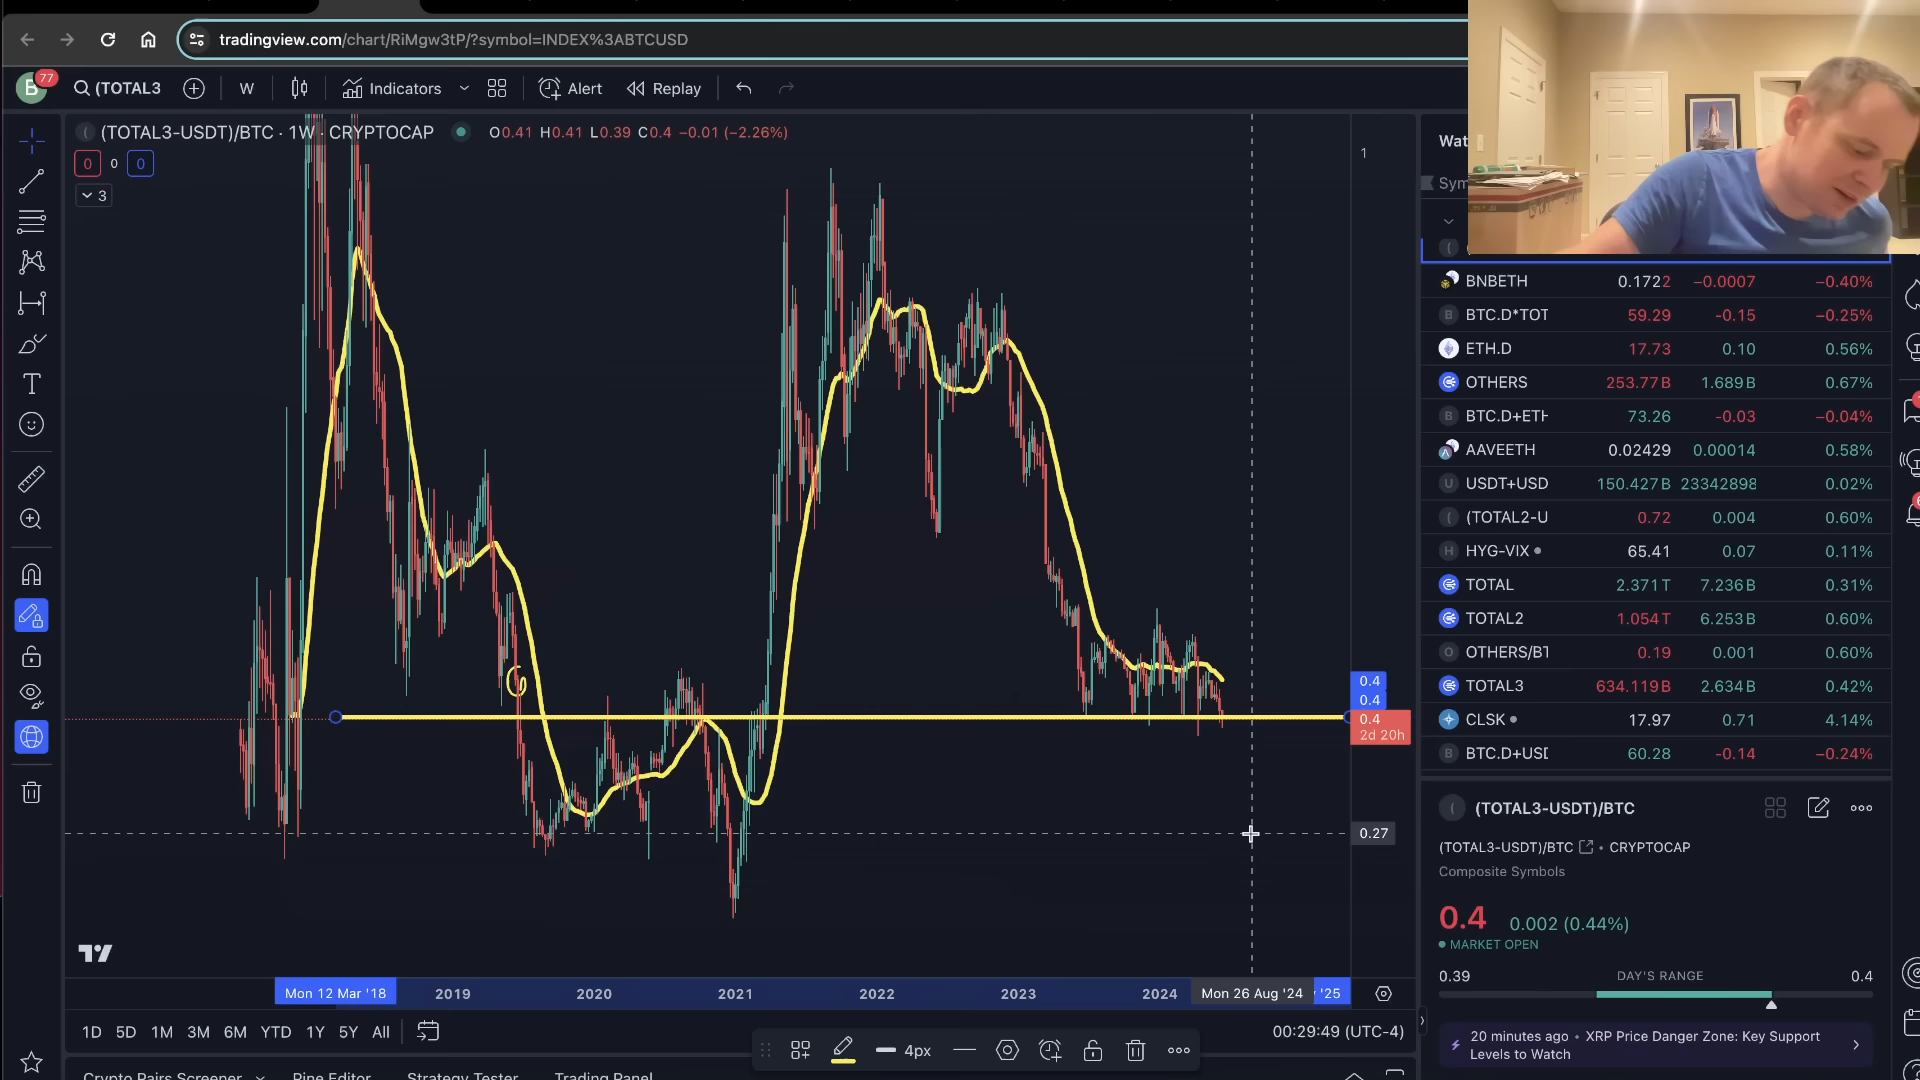 tradingview.com/chart/RiMgw3tP/?symbol=INDEX%3ABTCUSD
B 77 (TOTAL3 W Indicators Alert Replay
(TOTAL3-USDT)/BTC · 1W · CRYPTOCAP O0.41 H0.41 L0.39 C0.4 −0.01 (−2.26%)
0 0 0
3
1
0.4
0.4
0.4
2d 20h
0.27
Mon 12 Mar '18 2019 2020 2021 2022 2023 2024 Mon 26 Aug '24 '25
1D 5D 1M 3M 6M YTD 1Y 5Y All
00:29:49 (UTC-4)
4px
Crypto Pairs Screener Pine Editor Strategy Tester Trading Panel
Wat
Sym
BNBETH 0.1722 −0.0007 −0.40%
BTC.D*TOT 59.29 -0.15 −0.25%
ETH.D 17.73 0.10 0.56%
OTHERS 253.77B 1.689B 0.67%
BTC.D+ETH 73.26 -0.03 −0.04%
AAVEETH 0.02429 0.00014 0.58%
USDT+USD 150.427B 23342898 0.02%
(TOTAL2-U 0.72 0.004 0.60%
HYG-VIX 65.41 0.07 0.11%
TOTAL 2.371T 7.236B 0.31%
TOTAL2 1.054T 6.253B 0.60%
OTHERS/BT 0.19 0.001 0.60%
TOTAL3 634.119B 2.634B 0.42%
CLSK 17.97 0.71 4.14%
BTC.D+USD 60.28 -0.14 −0.24%
(TOTAL3-USDT)/BTC
(TOTAL3-USDT)/BTC • CRYPTOCAP
Composite Symbols
0.4 0.002 (0.44%)
MARKET OPEN
0.39 DAY'S RANGE 0.4
20 minutes ago • XRP Price Danger Zone: Key Support
Levels to Watch